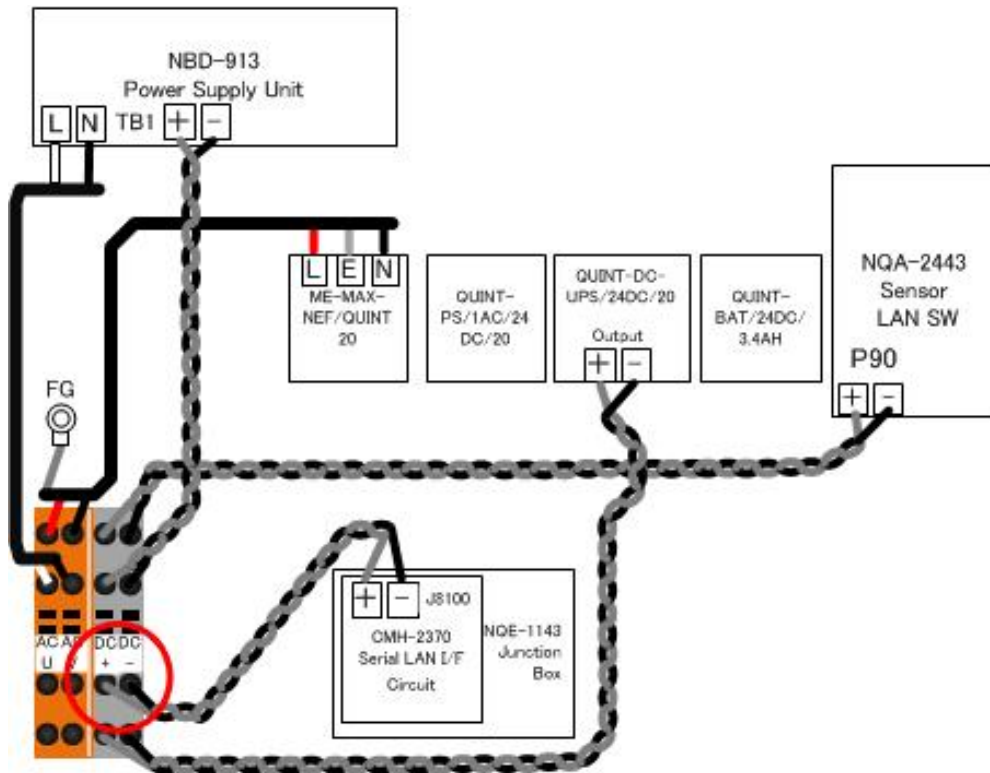 NBD-913
Power Supply Unit
L N TB1 + -
L E N
ME-MAX-
NEF/QUINT
20
QUINT-
PS/1AC/24
DC/20
QUINT-DC-
UPS/24DC/20
Output
+ -
QUINT-
BAT/24DC/
3.4AH
NQA-2443
Sensor
LAN SW
P90
+ -
FG
+ - J8100
CMH-2370
Serial LAN I/F
Circuit
NQE-1143
Junction
Box
AC DC DC
U + -